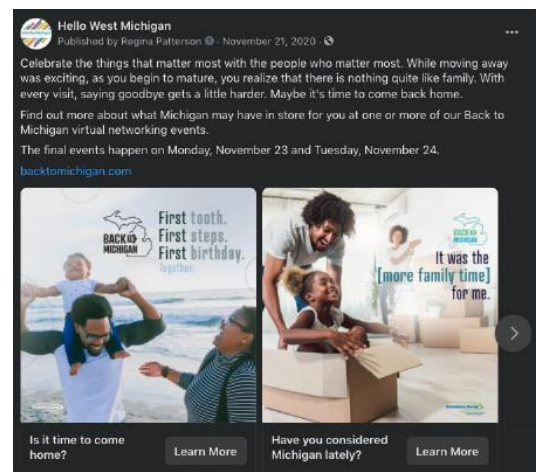 Hello West Michigan
Published by Regina Patterson · November 21, 2020 ·
Celebrate the things that matter most with the people who matter most. While moving away
was exciting, as you begin to mature, you realize that there is nothing quite like family. With
every visit, saying goodbye gets a little harder. Maybe it's time to come back home.
Find out more about what Michigan may have in store for you at one or more of our Back to
Michigan virtual networking events.
The final events happen on Monday, November 23 and Tuesday, November 24.
backtomichigan.com
BACK TO
MICHIGAN
First tooth.
First steps.
First birthday.
Together.
BACK TO
MICHIGAN
It was the
[more family time]
for me.
Is it time to come
home?
Learn More
Have you considered
Michigan lately?
Learn More